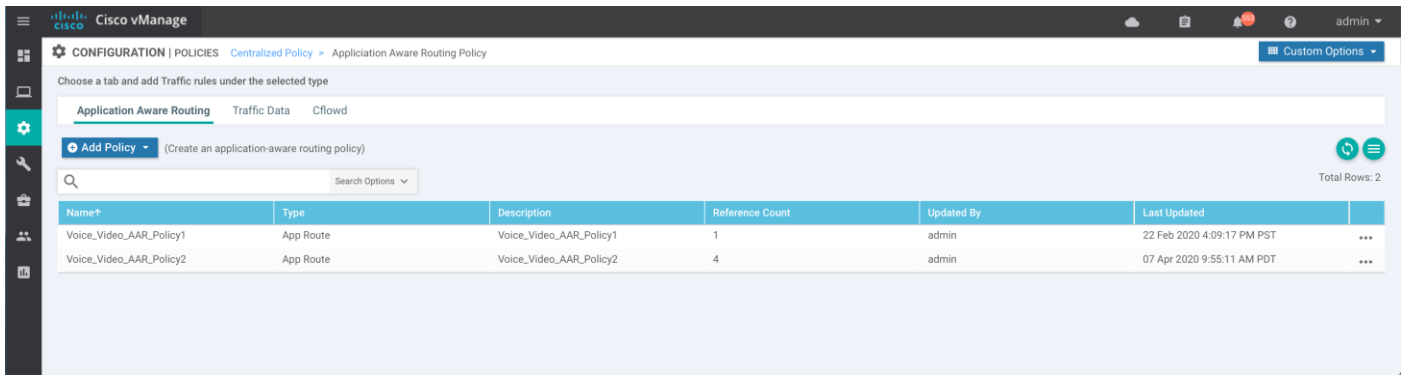 CISCO Cisco vManage 553 admin
CONFIGURATION | POLICIES Centralized Policy > Appliciation Aware Routing Policy Custom Options
Choose a tab and add Traffic rules under the selected type
Application Aware Routing Traffic Data Cflowd
Add Policy (Create an application-aware routing policy)
Search Options Total Rows: 2
Name↑ Type Description Reference Count Updated By Last Updated
Voice_Video_AAR_Policy1 App Route Voice_Video_AAR_Policy1 1 admin 22 Feb 2020 4:09:17 PM PST •••
Voice_Video_AAR_Policy2 App Route Voice_Video_AAR_Policy2 4 admin 07 Apr 2020 9:55:11 AM PDT •••